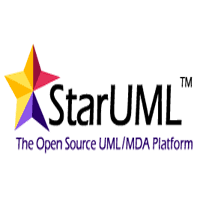 StarUML™
The Open Source UML/MDA Platform